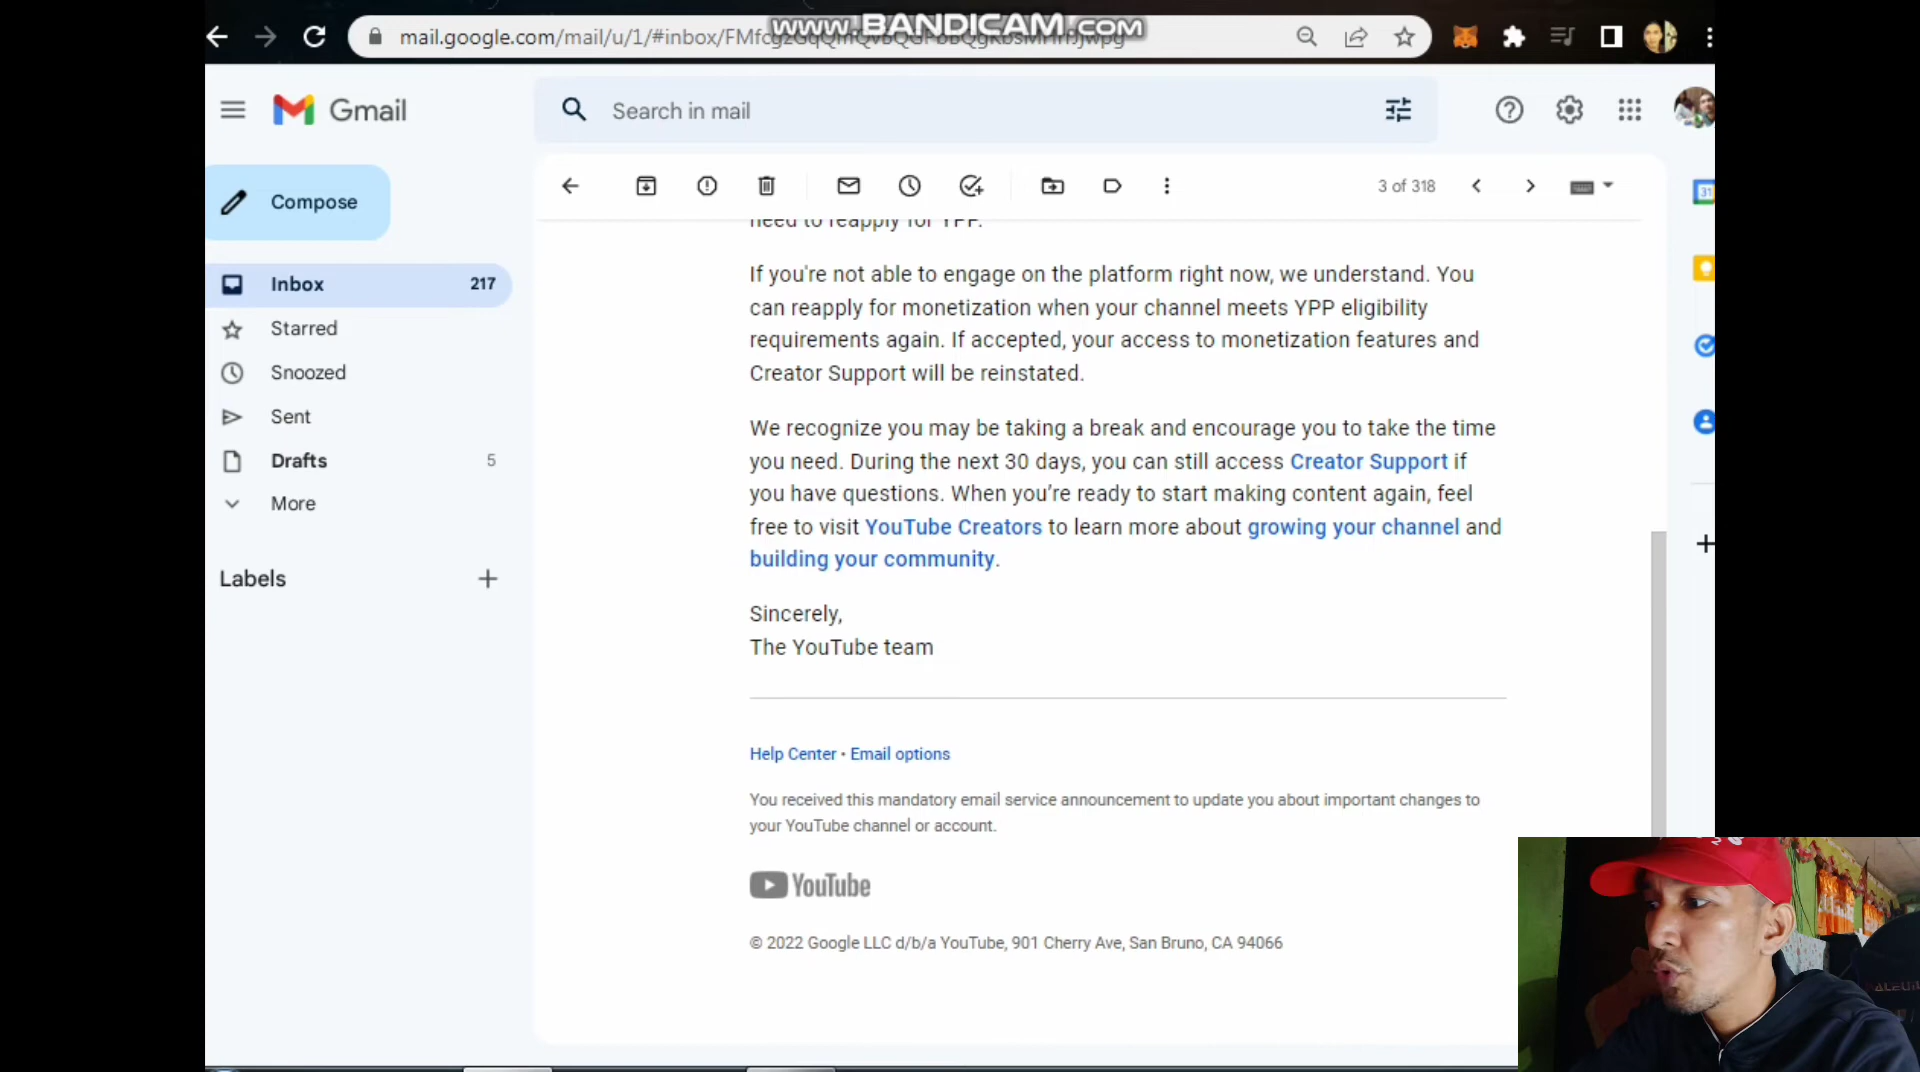 www.BANDICAM.com
mail.google.com/mail/u/1/#inbox/
Gmail
Search in mail
Compose
3 of 318
Inbox 217
Starred
Snoozed
Sent
Drafts 5
More
Labels
need to reapply for YPP.
If you're not able to engage on the platform right now, we understand. You
can reapply for monetization when your channel meets YPP eligibility
requirements again. If accepted, your access to monetization features and
Creator Support will be reinstated.
We recognize you may be taking a break and encourage you to take the time
you need. During the next 30 days, you can still access Creator Support if
you have questions. When you’re ready to start making content again, feel
free to visit YouTube Creators to learn more about growing your channel and
building your community.
Sincerely,
The YouTube team
Help Center • Email options
You received this mandatory email service announcement to update you about important changes to
your YouTube channel or account.
YouTube
© 2022 Google LLC d/b/a YouTube, 901 Cherry Ave, San Bruno, CA 94066
31